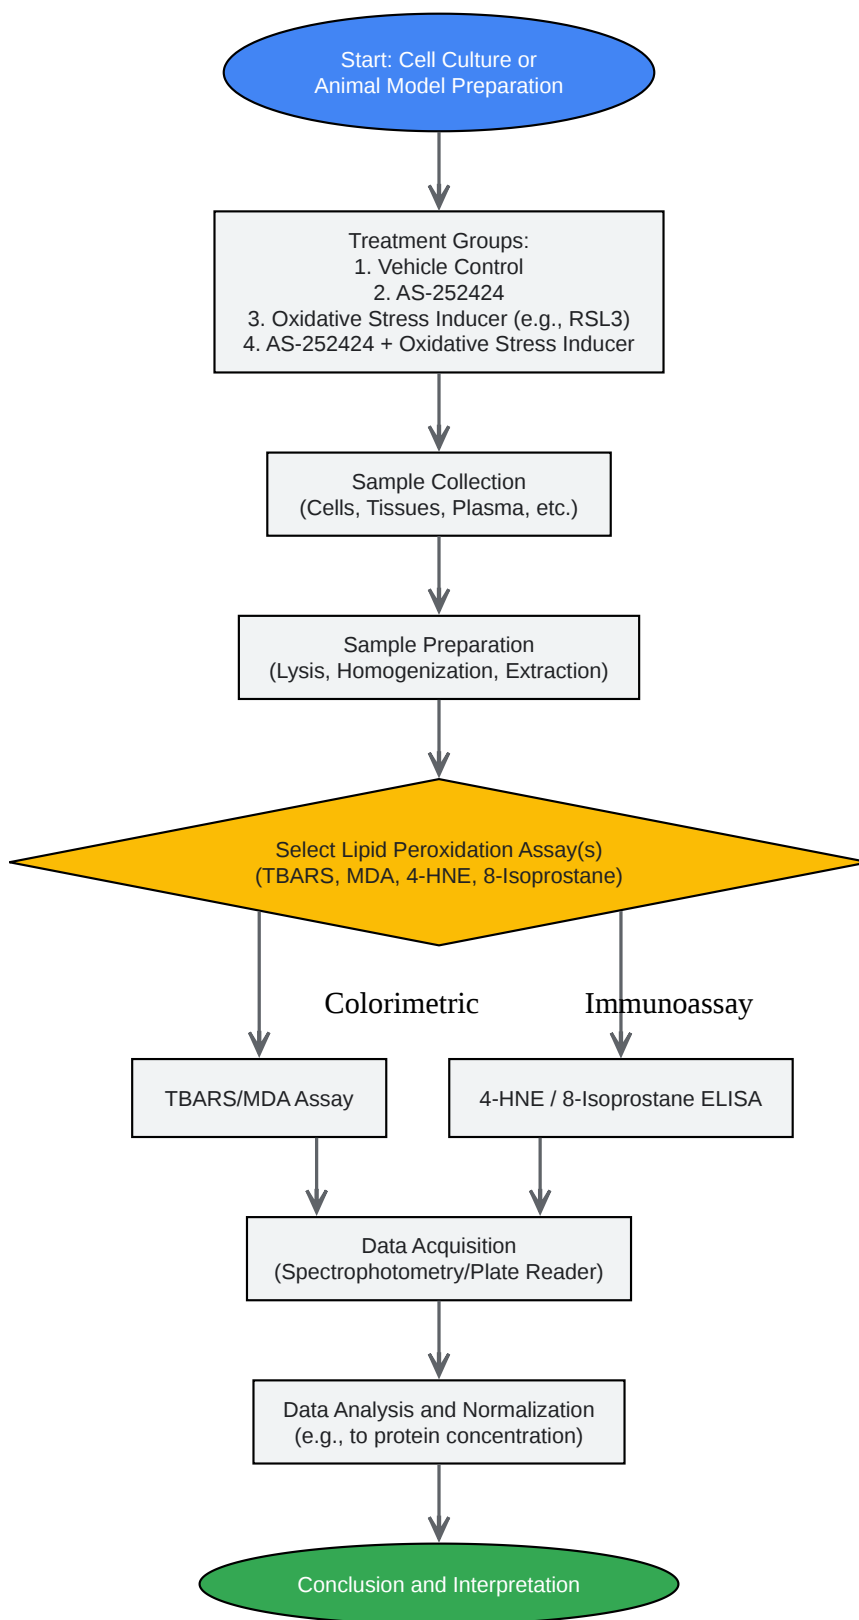 Start: Cell Culture or
Animal Model Preparation
Treatment Groups:
1. Vehicle Control
2. AS-252424
3. Oxidative Stress Inducer (e.g., RSL3)
4. AS-252424 + Oxidative Stress Inducer
Sample Collection
(Cells, Tissues, Plasma, etc.)
Sample Preparation
(Lysis, Homogenization, Extraction)
Select Lipid Peroxidation Assay(s)
(TBARS, MDA, 4-HNE, 8-Isoprostane)
Colorimetric
Immunoassay
TBARS/MDA Assay
4-HNE / 8-Isoprostane ELISA
Data Acquisition
(Spectrophotometry/Plate Reader)
Data Analysis and Normalization
(e.g., to protein concentration)
Conclusion and Interpretation